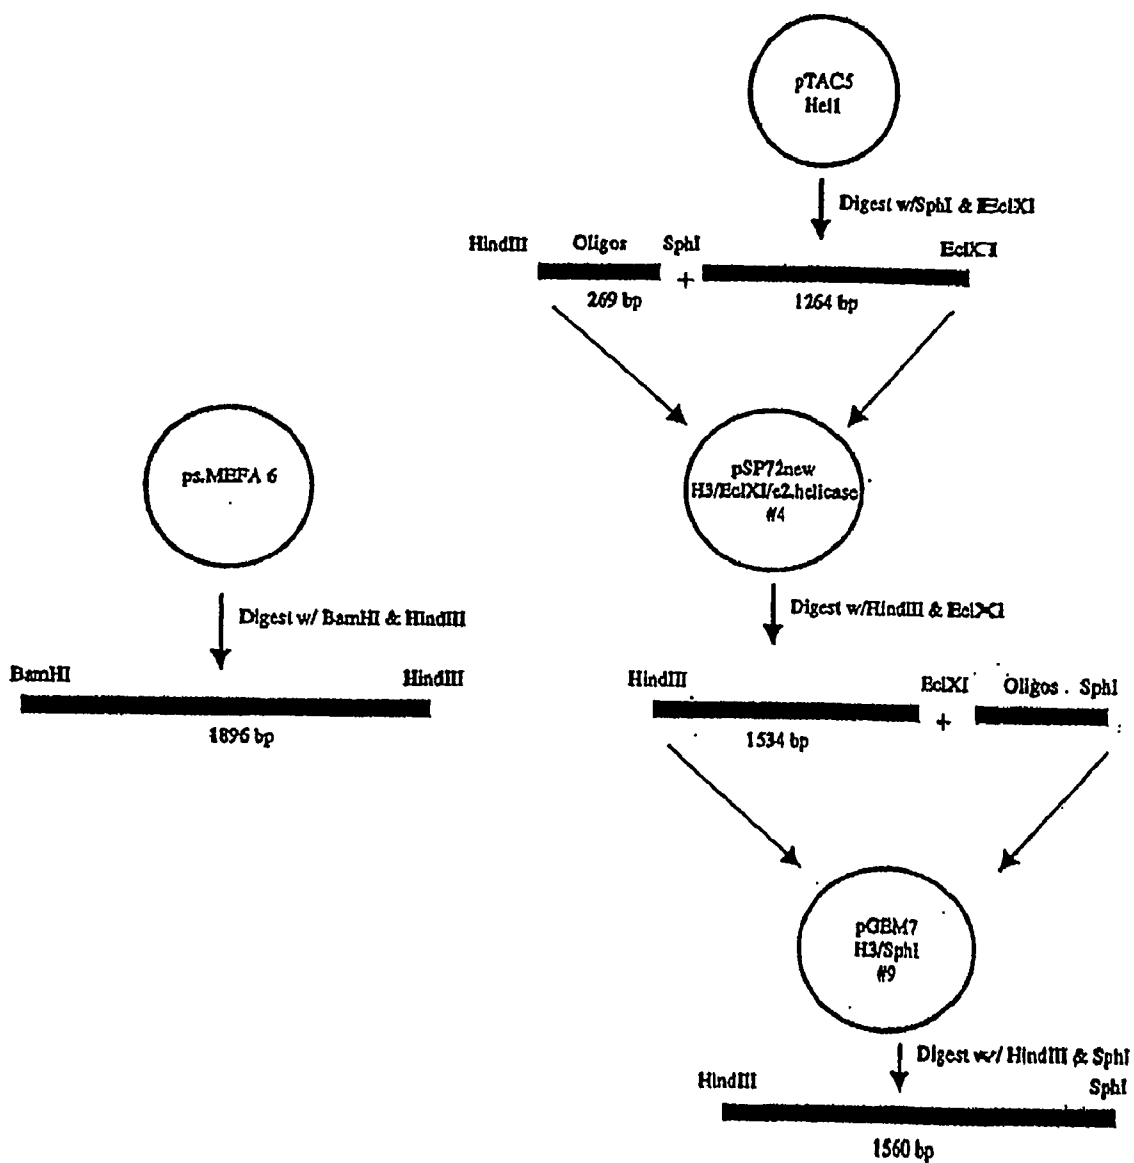 pTAC5
Hel1
Digest w/SphI & EclXI
HindIII Oligos SphI EclXI
+
269 bp 1264 bp
ps.MEFA 6
pSP72new
H3/EclXI/e2.helicase
#4
Digest w/ BamHI & HindIII
Digest w/HindIII & EclXI
BamHI HindIII
HindIII EclXI Oligos . SphI
+
1896 bp
1534 bp
pGEM7
H3/SphI
#9
Digest w/ HindIII & SphI
HindIII SphI
1560 bp